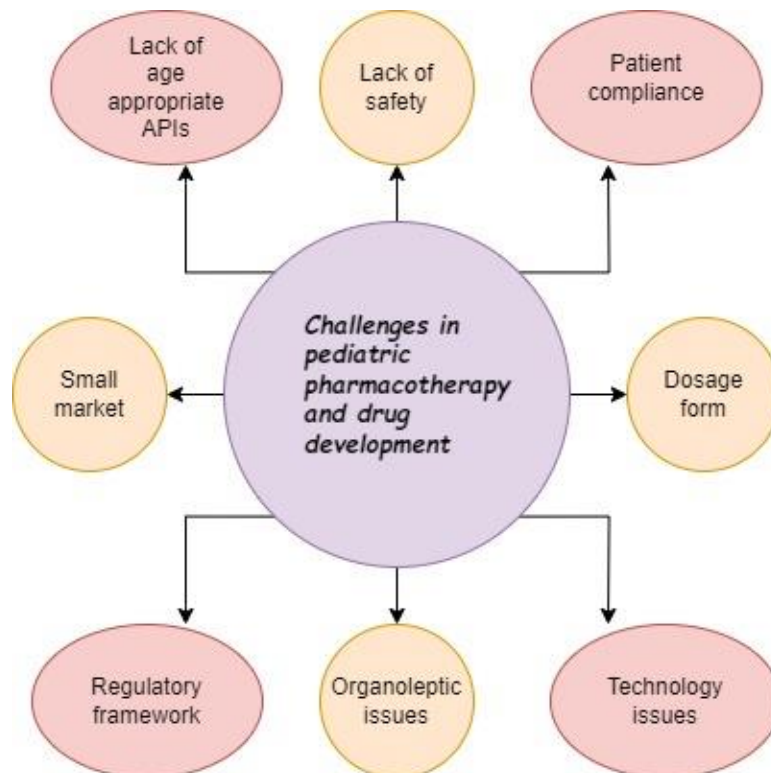 Lack of
age
appropriate
APIs
Lack of
safety
Patient
compliance
Small
market
Challenges in
pediatric
pharmacotherapy
and drug
development
Dosage
form
Regulatory
framework
Organoleptic
issues
Technology
issues